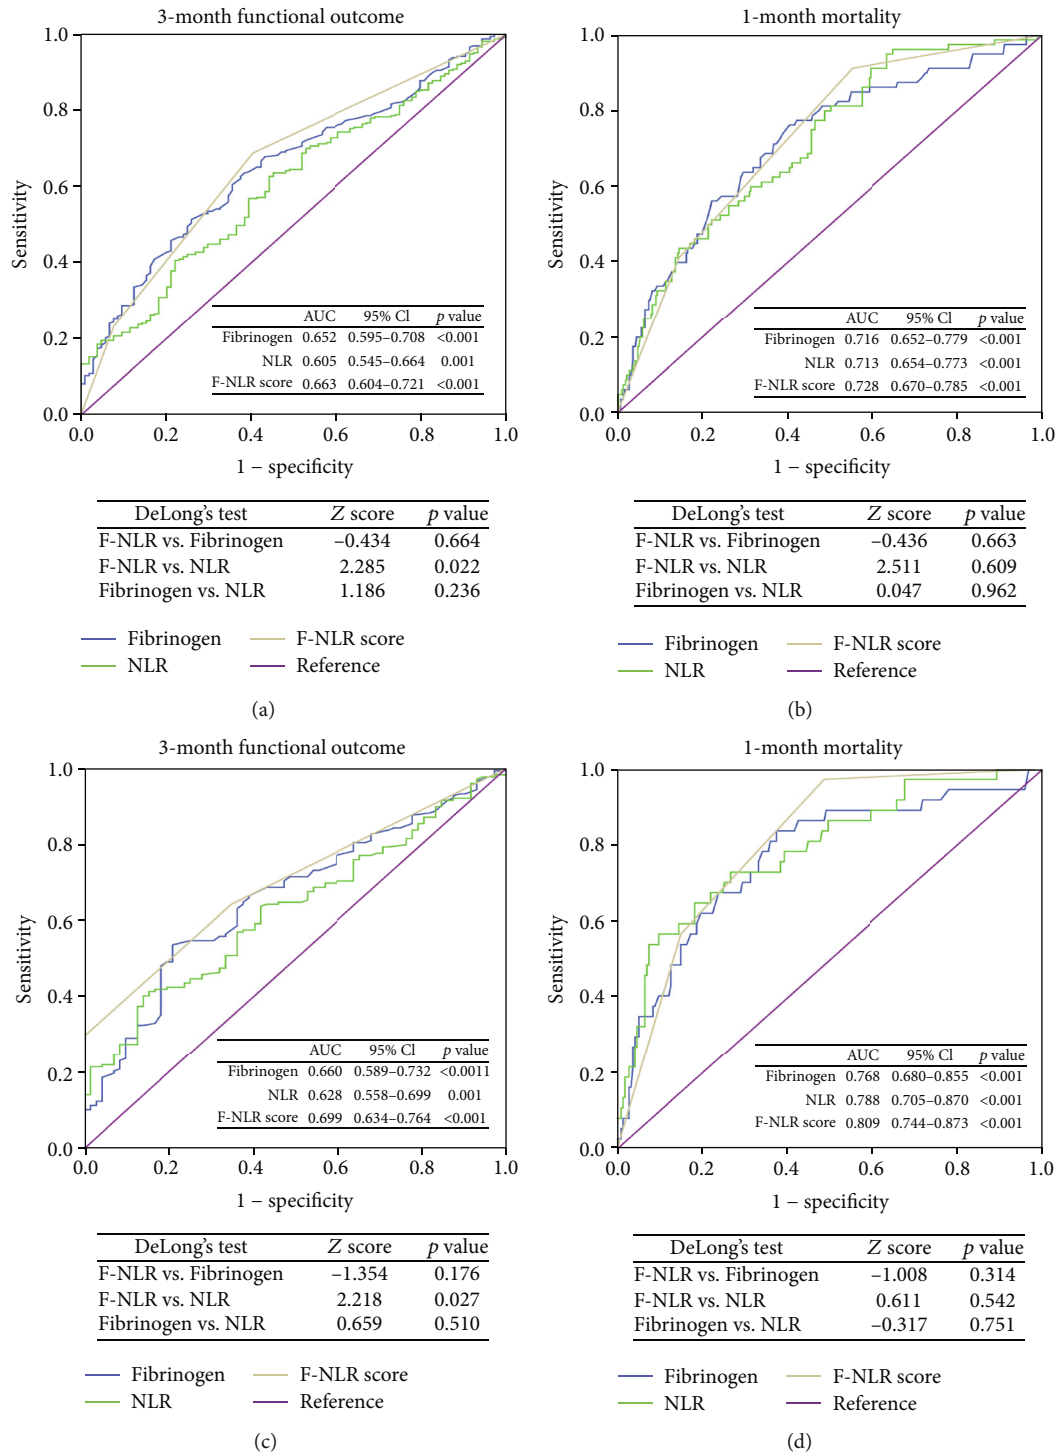 3-month functional outcome
1.0
0.8
0.6
0.4
0.2
0.0
Sensitivity
AUC 95% CI p value
Fibrinogen 0.652 0.595–0.708 <0.001
NLR 0.605 0.545–0.664 0.001
F-NLR score 0.663 0.604–0.721 <0.001
0.0 0.2 0.4 0.6 0.8 1.0
1 − specificity
DeLong's test Z score p value
F-NLR vs. Fibrinogen –0.434 0.664
F-NLR vs. NLR 2.285 0.022
Fibrinogen vs. NLR 1.186 0.236
Fibrinogen F-NLR score
NLR Reference
(a)
1-month mortality
1.0
0.8
0.6
0.4
0.2
0.0
Sensitivity
AUC 95% CI p value
Fibrinogen 0.716 0.652–0.779 <0.001
NLR 0.713 0.654–0.773 <0.001
F-NLR score 0.728 0.670–0.785 <0.001
0.0 0.2 0.4 0.6 0.8 1.0
1 − specificity
DeLong's test Z score p value
F-NLR vs. Fibrinogen –0.436 0.663
F-NLR vs. NLR 2.511 0.609
Fibrinogen vs. NLR 0.047 0.962
Fibrinogen F-NLR score
NLR Reference
(b)
3-month functional outcome
1.0
0.8
0.6
0.4
0.2
0.0
Sensitivity
AUC 95% CI p value
Fibrinogen 0.660 0.589–0.732 <0.0011
NLR 0.628 0.558–0.699 0.001
F-NLR score 0.699 0.634–0.764 <0.001
0.0 0.2 0.4 0.6 0.8 1.0
1 − specificity
DeLong's test Z score p value
F-NLR vs. Fibrinogen –1.354 0.176
F-NLR vs. NLR 2.218 0.027
Fibrinogen vs. NLR 0.659 0.510
Fibrinogen F-NLR score
NLR Reference
(c)
1-month mortality
1.0
0.8
0.6
0.4
0.2
0.0
Sensitivity
AUC 95% CI p value
Fibrinogen 0.768 0.680–0.855 <0.001
NLR 0.788 0.705–0.870 <0.001
F-NLR score 0.809 0.744–0.873 <0.001
0.0 0.2 0.4 0.6 0.8 1.0
1 − specificity
DeLong's test Z score p value
F-NLR vs. Fibrinogen –1.008 0.314
F-NLR vs. NLR 0.611 0.542
Fibrinogen vs. NLR –0.317 0.751
Fibrinogen F-NLR score
NLR Reference
(d)